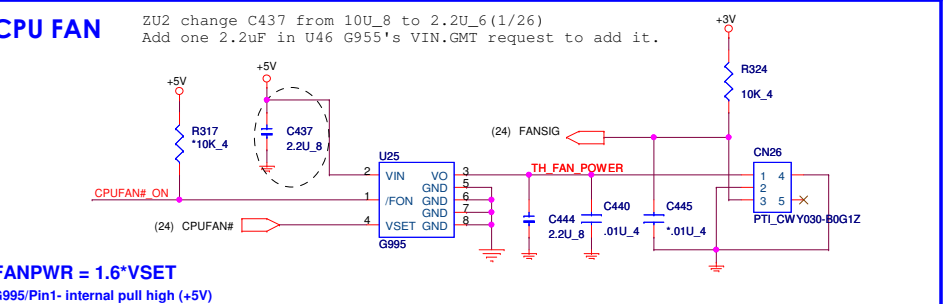 CPU FAN
ZU2 change C437 from 10U_8 to 2.2U_6(1/26)
Add one 2.2uF in U46 G955's VIN.GMT request to add it.
+3V
+5V
+5V
R324
10K_4
R317
*10K_4
C437
2.2U_8
(24) FANSIG
CN26
U25
CPUFAN#_ON
2 VIN VO 3
GND 5
1 /FON GND 6
GND 7
4 VSET GND 8
G995
(24) CPUFAN#
TH_FAN_POWER
1 4
2
3 5
PTI_CWY030-B0G1Z
C444
2.2U_8
C440
.01U_4
C445
*.01U_4
FANPWR = 1.6*VSET
G995/Pin1- internal pull high (+5V)